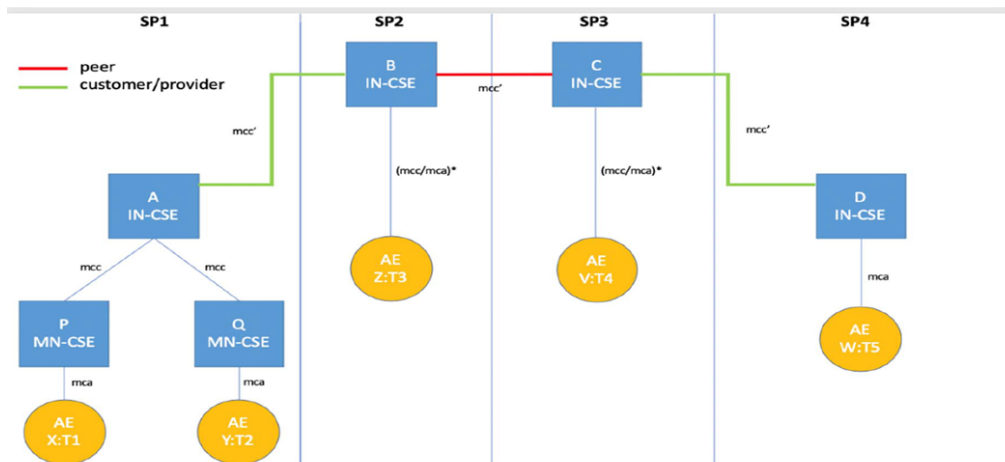 SP1
SP2
SP3
SP4
peer
customer/provider
B
IN-CSE
mcc'
C
IN-CSE
mcc'
mcc'
(mcc/mca)*
(mcc/mca)*
A
IN-CSE
D
IN-CSE
mcc
mcc
AE
Z:T3
AE
V:T4
mca
P
MN-CSE
Q
MN-CSE
AE
W:T5
mca
mca
AE
X:T1
AE
Y:T2